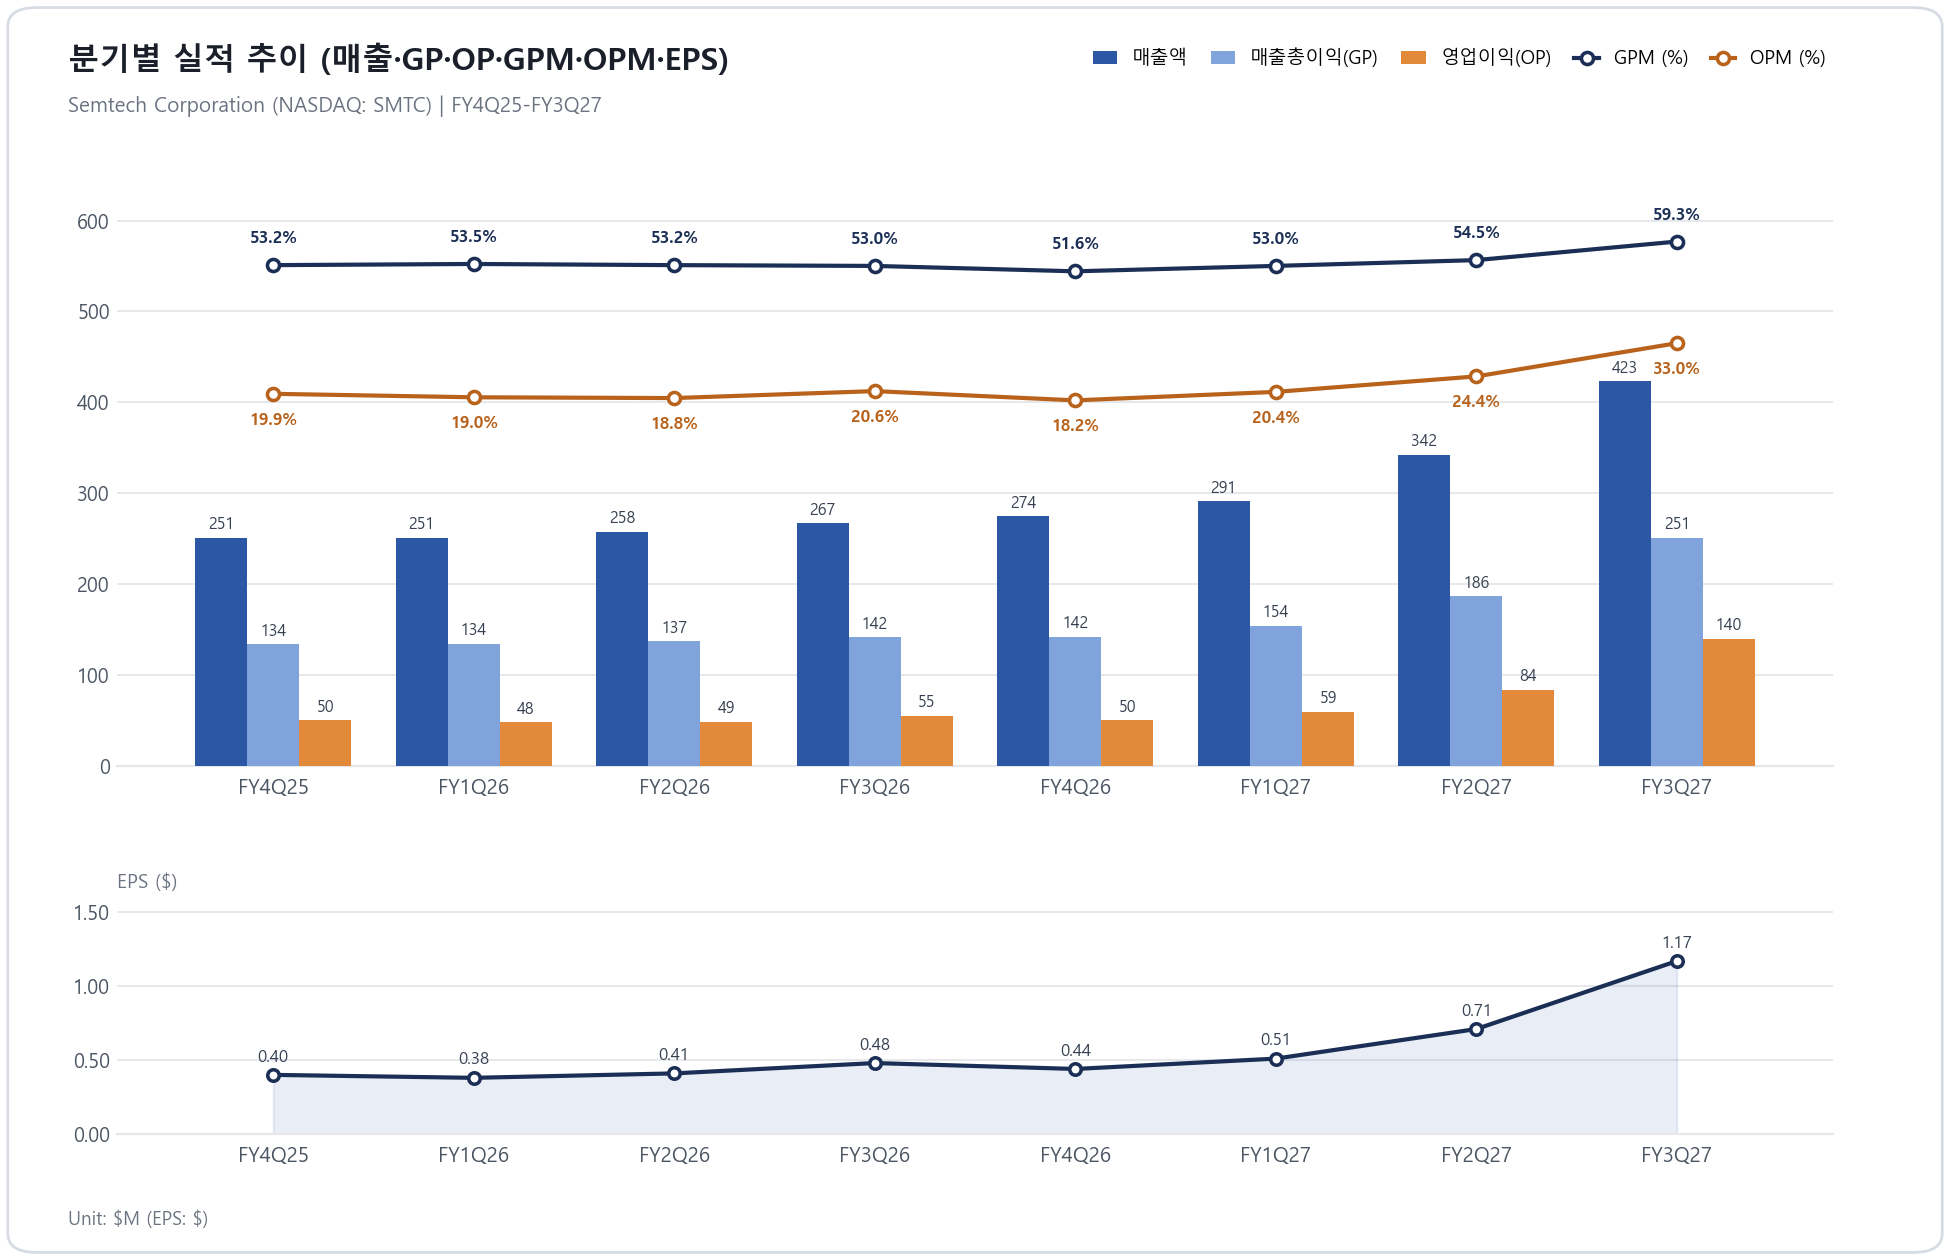 분기별 실적 추이 (매출·GP·OP·GPM·OPM·EPS)
매출액 매출총이익(GP) 영업이익(OP) GPM (%) OPM (%)
Semtech Corporation (NASDAQ: SMTC) | FY4Q25-FY3Q27
600
500
400
300
200
100
0
53.2% 53.5% 53.2% 53.0% 51.6% 53.0% 54.5% 59.3%
19.9% 19.0% 18.8% 20.6% 18.2% 20.4% 24.4% 33.0%
251 134 50
251 134 48
258 137 49
267 142 55
274 142 50
291 154 59
342 186 84
423 251 140
FY4Q25 FY1Q26 FY2Q26 FY3Q26 FY4Q26 FY1Q27 FY2Q27 FY3Q27
EPS ($)
1.50
1.00
0.50
0.00
0.40 0.38 0.41 0.48 0.44 0.51 0.71 1.17
FY4Q25 FY1Q26 FY2Q26 FY3Q26 FY4Q26 FY1Q27 FY2Q27 FY3Q27
Unit: $M (EPS: $)